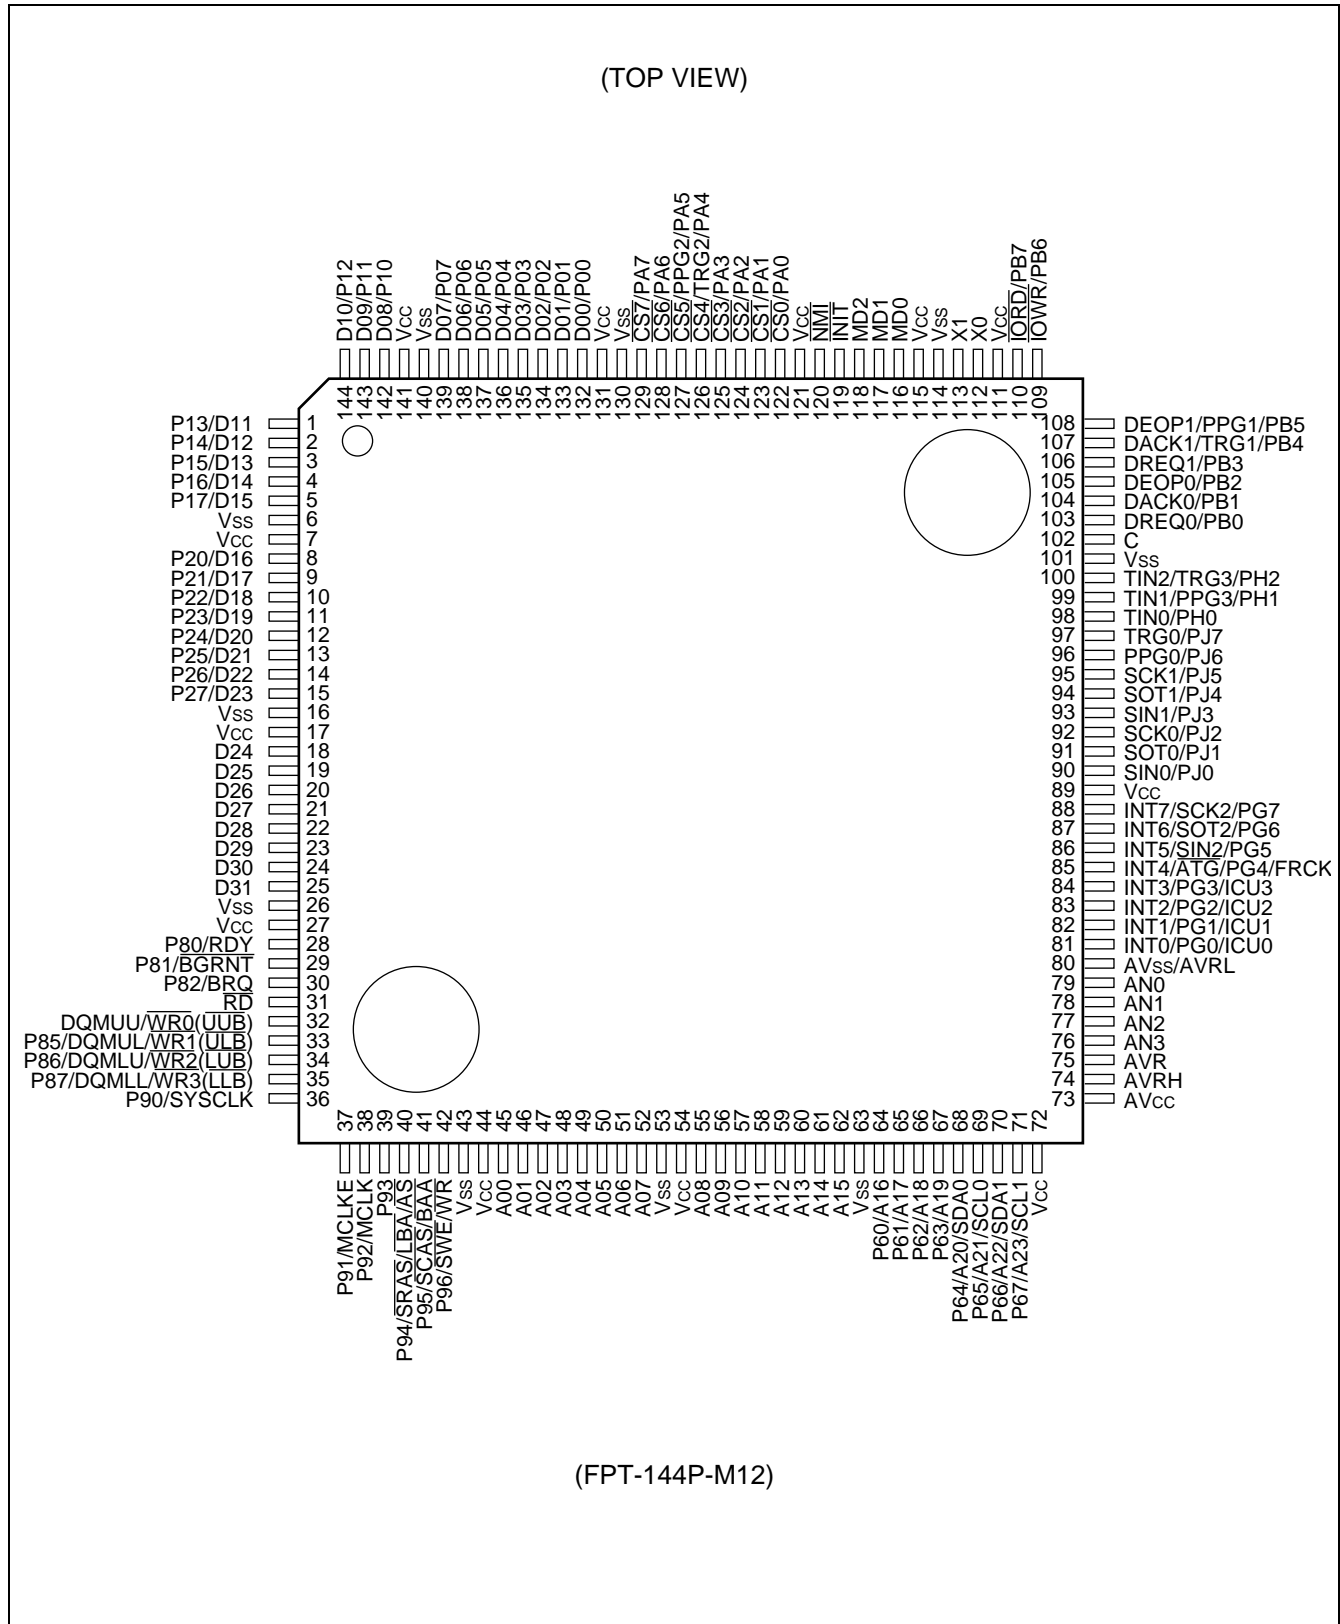 (TOP VIEW)
D10/P12
D09/P11
D08/P10
VCC
VSS
D07/P07
D06/P06
D05/P05
D04/P04
D03/P03
D02/P02
D01/P01
D00/P00
VCC
VSS
CS7/PA7
CS6/PA6
CS5/PPG2/PA5
CS4/TRG2/PA4
CS3/PA3
CS2/PA2
CS1/PA1
CS0/PA0
VCC
NMI
INIT
MD2
MD1
MD0
VCC
VSS
X1
X0
VCC
IORD/PB7
IOWR/PB6
144
143
142
141
140
139
138
137
136
135
134
133
132
131
130
129
128
127
126
125
124
123
122
121
120
119
118
117
116
115
114
113
112
111
110
109
P13/D11 1
P14/D12 2
P15/D13 3
P16/D14 4
P17/D15 5
VSS 6
VCC 7
P20/D16 8
P21/D17 9
P22/D18 10
P23/D19 11
P24/D20 12
P25/D21 13
P26/D22 14
P27/D23 15
VSS 16
VCC 17
D24 18
D25 19
D26 20
D27 21
D28 22
D29 23
D30 24
D31 25
VSS 26
VCC 27
P80/RDY 28
P81/BGRNT 29
P82/BRQ 30
RD 31
DQMUU/WR0(UUB) 32
P85/DQMUL/WR1(ULB) 33
P86/DQMLU/WR2(LUB) 34
P87/DQMLL/WR3(LLB) 35
P90/SYSCLK 36
108 DEOP1/PPG1/PB5
107 DACK1/TRG1/PB4
106 DREQ1/PB3
105 DEOP0/PB2
104 DACK0/PB1
103 DREQ0/PB0
102 C
101 VSS
100 TIN2/TRG3/PH2
99 TIN1/PPG3/PH1
98 TIN0/PH0
97 TRG0/PJ7
96 PPG0/PJ6
95 SCK1/PJ5
94 SOT1/PJ4
93 SIN1/PJ3
92 SCK0/PJ2
91 SOT0/PJ1
90 SIN0/PJ0
89 VCC
88 INT7/SCK2/PG7
87 INT6/SOT2/PG6
86 INT5/SIN2/PG5
85 INT4/ATG/PG4/FRCK
84 INT3/PG3/ICU3
83 INT2/PG2/ICU2
82 INT1/PG1/ICU1
81 INT0/PG0/ICU0
80 AVSS/AVRL
79 AN0
78 AN1
77 AN2
76 AN3
75 AVR
74 AVRH
73 AVCC
37
38
39
40
41
42
43
44
45
46
47
48
49
50
51
52
53
54
55
56
57
58
59
60
61
62
63
64
65
66
67
68
69
70
71
72
P91/MCLKE
P92/MCLK
P93
P94/SRAS/LBA/AS
P95/SCAS/BAA
P96/SWE/WR
VSS
VCC
A00
A01
A02
A03
A04
A05
A06
A07
VSS
VCC
A08
A09
A10
A11
A12
A13
A14
A15
VSS
P60/A16
P61/A17
P62/A18
P63/A19
P64/A20/SDA0
P65/A21/SCL0
P66/A22/SDA1
P67/A23/SCL1
VCC
(FPT-144P-M12)